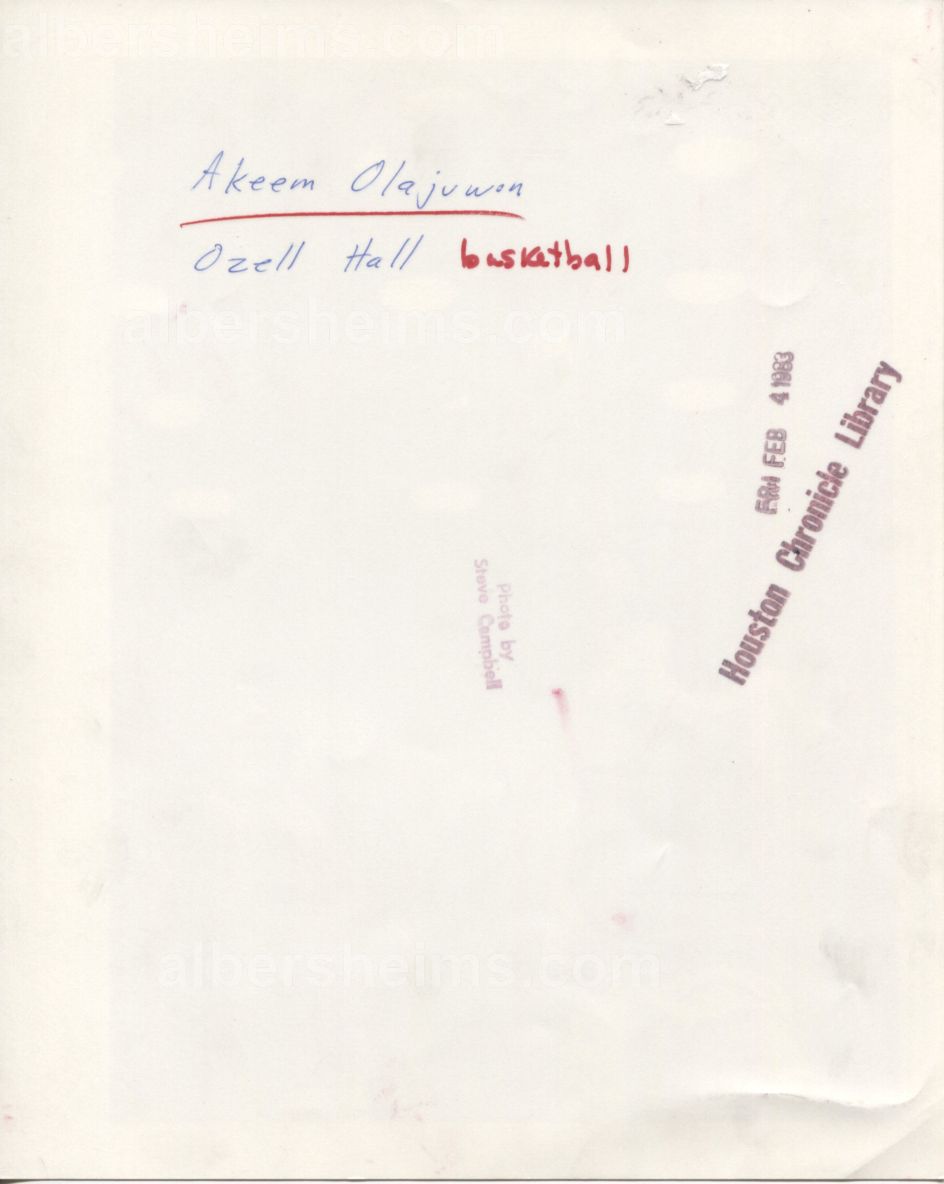 albersheims.com
Akeem Olajuwon
Ozell Hall basketball
albersheims.com
FRI FEB 4 1983
Houston Chronicle Library
Photo by
Steve Campbell
albersheims.com